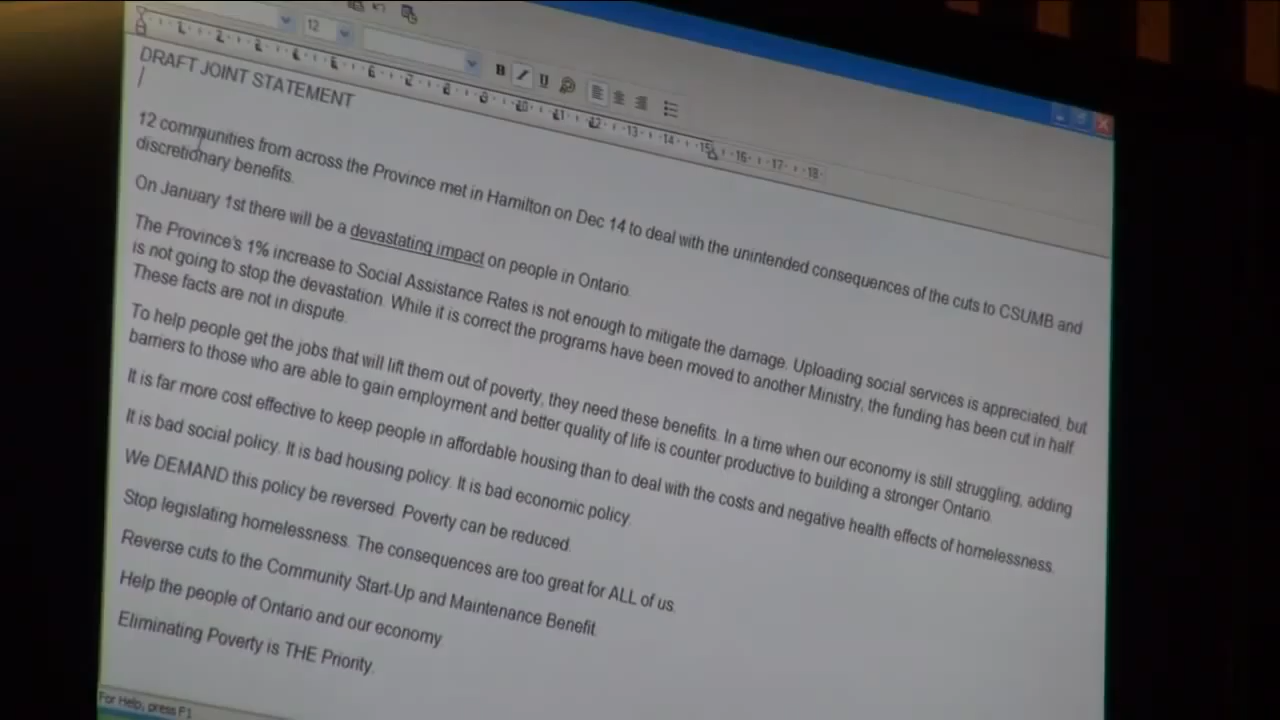 12
B U
10 11 12 13 14 15 16 17 18
DRAFT JOINT STATEMENT
12 communities from across the Province met in Hamilton on Dec 14 to deal with the unintended consequences of the cuts to CSUMB and
discretionary benefits.
On January 1st there will be a devastating impact on people in Ontario.
The Province's 1% increase to Social Assistance Rates is not enough to mitigate the damage. Uploading social services is appreciated, but
is not going to stop the devastation. While it is correct the programs have been moved to another Ministry, the funding has been cut in half.
These facts are not in dispute.
To help people get the jobs that will lift them out of poverty, they need these benefits. In a time when our economy is still struggling, adding
barriers to those who are able to gain employment and better quality of life is counter productive to building a stronger Ontario.
It is far more cost effective to keep people in affordable housing than to deal with the costs and negative health effects of homelessness.
It is bad social policy. It is bad housing policy. It is bad economic policy.
We DEMAND this policy be reversed. Poverty can be reduced.
Stop legislating homelessness. The consequences are too great for ALL of us.
Reverse cuts to the Community Start-Up and Maintenance Benefit.
Help the people of Ontario and our economy.
Eliminating Poverty is THE Priority.
For Help, press F1